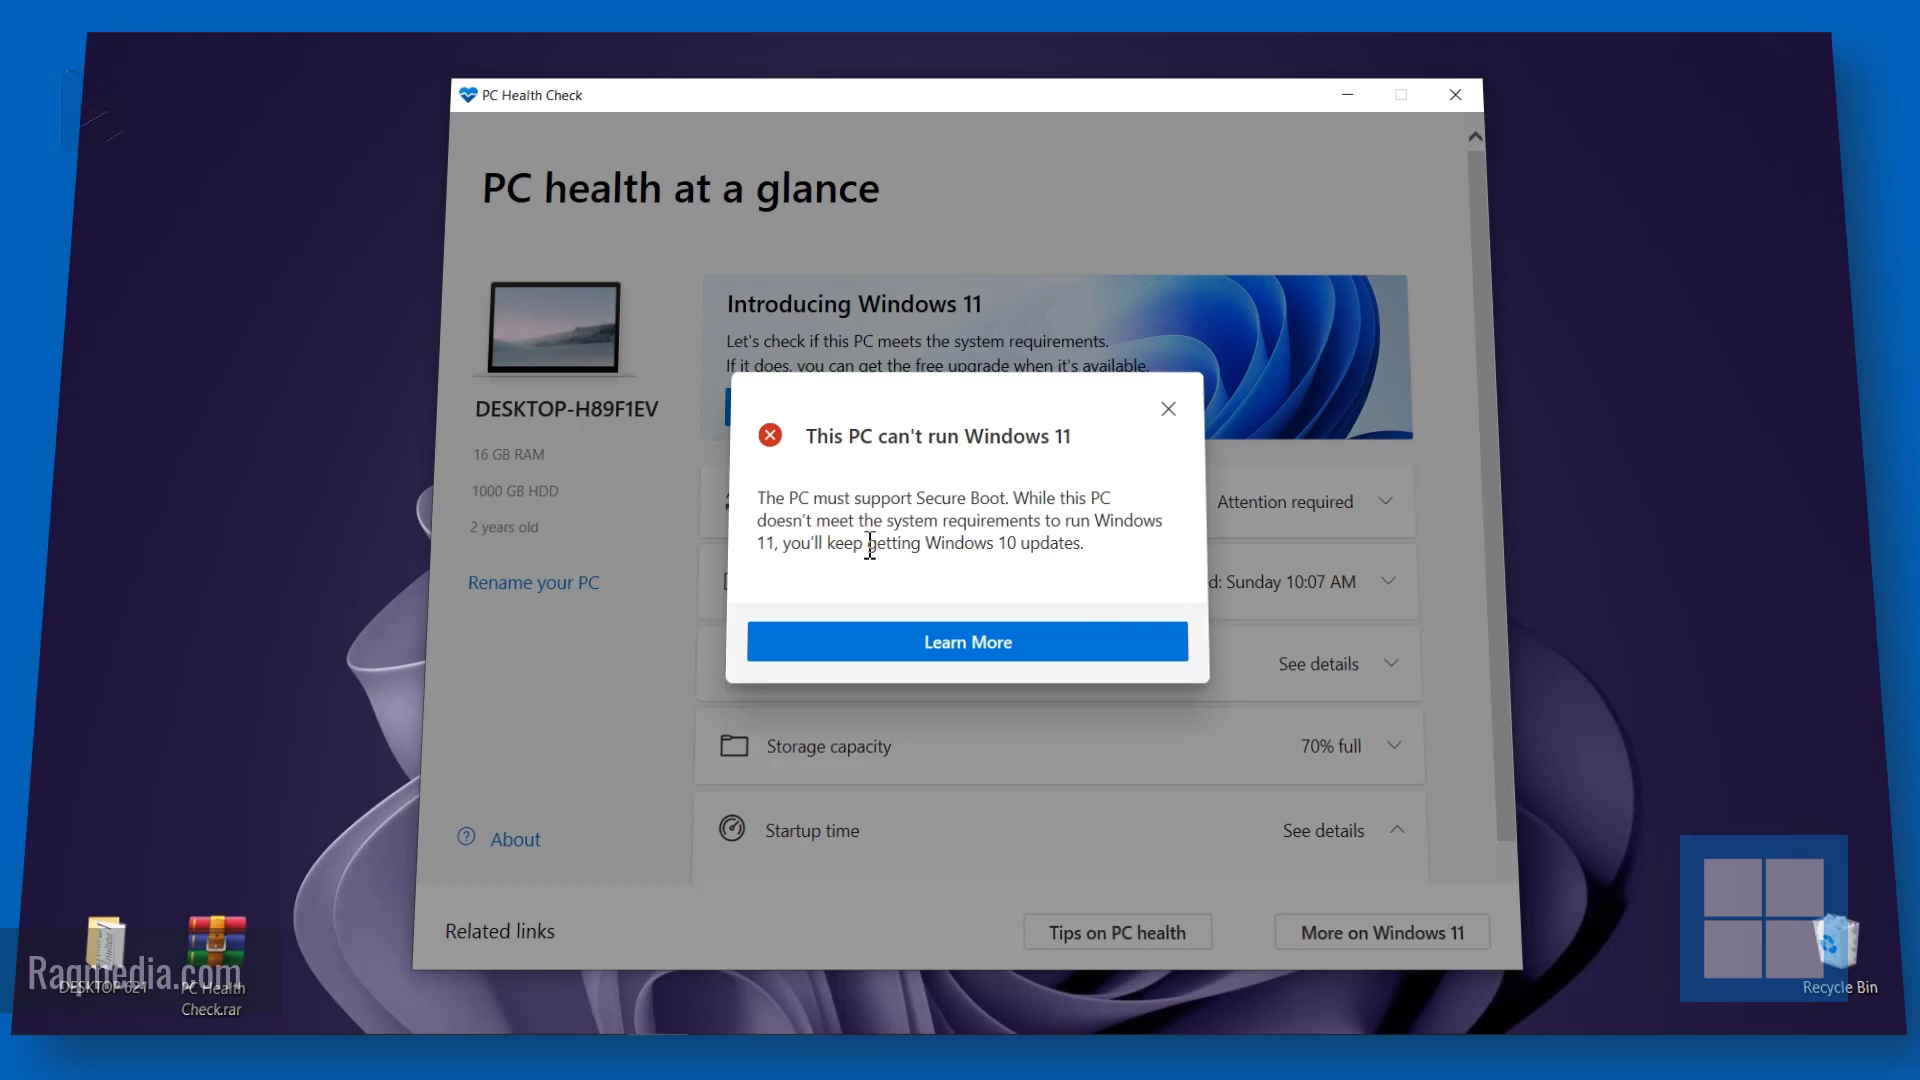 PC Health Check
PC health at a glance
DESKTOP-H89F1EV
16 GB RAM
1000 GB HDD
2 years old
Rename your PC
About
Introducing Windows 11
Let's check if this PC meets the system requirements.
If it does, you can get the free upgrade when it's available.
This PC can't run Windows 11
The PC must support Secure Boot. While this PC
doesn't meet the system requirements to run Windows
11, you'll keep getting Windows 10 updates.
Learn More
Attention required
Sunday 10:07 AM
See details
Storage capacity
70% full
Startup time
See details
Related links
Tips on PC health
More on Windows 11
Ragmedia.com
DESKTOP 621
PC Health
Check.rar
Recycle Bin